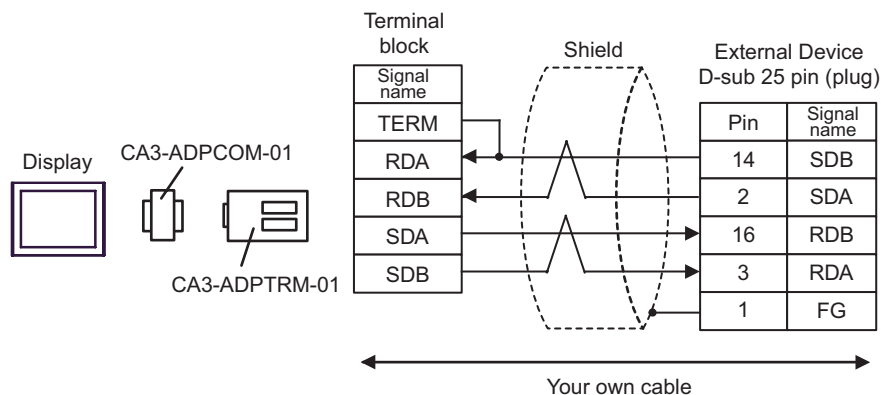 Terminal
block
Shield
External Device
D-sub 25 pin (plug)
Signal
name
TERM
RDA
RDB
SDA
SDB
Pin
Signal
name
14 SDB
2 SDA
16 RDB
3 RDA
1 FG
Display
CA3-ADPCOM-01
CA3-ADPTRM-01
Your own cable